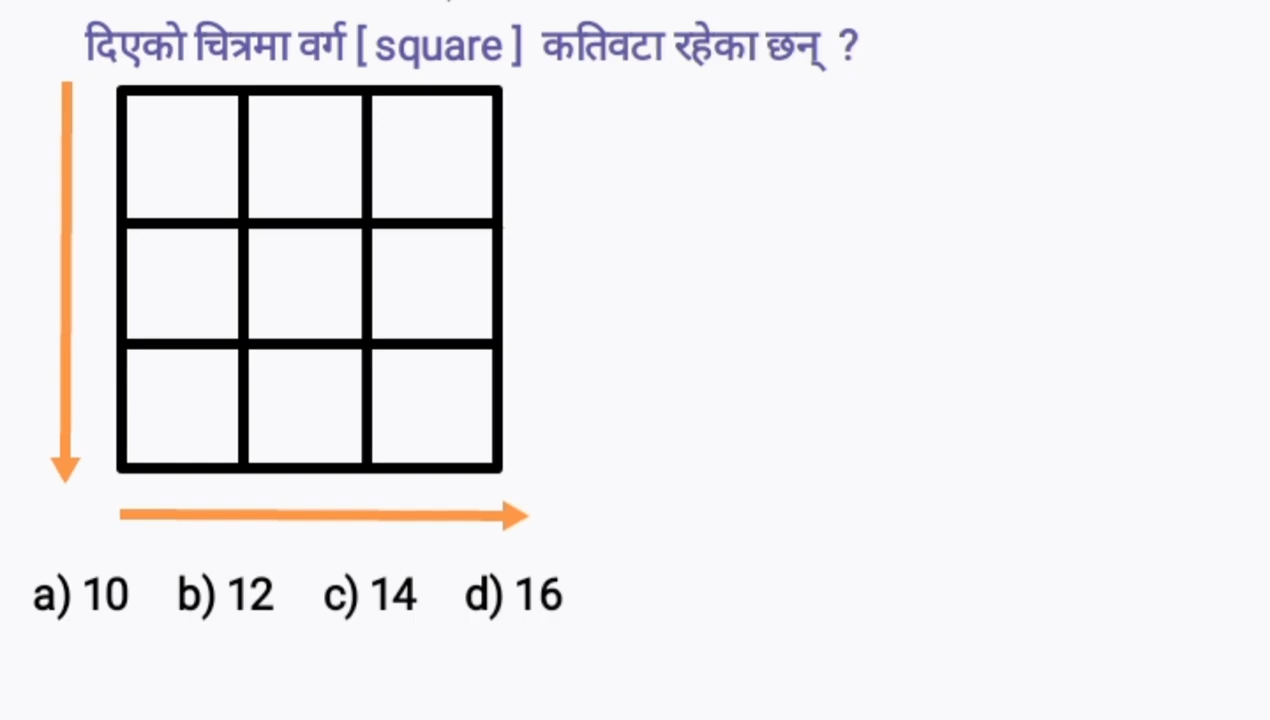 दिएको चित्रमा वर्ग [ square ] कतिवटा रहेका छन् ?
a) 10 b) 12 c) 14 d) 16